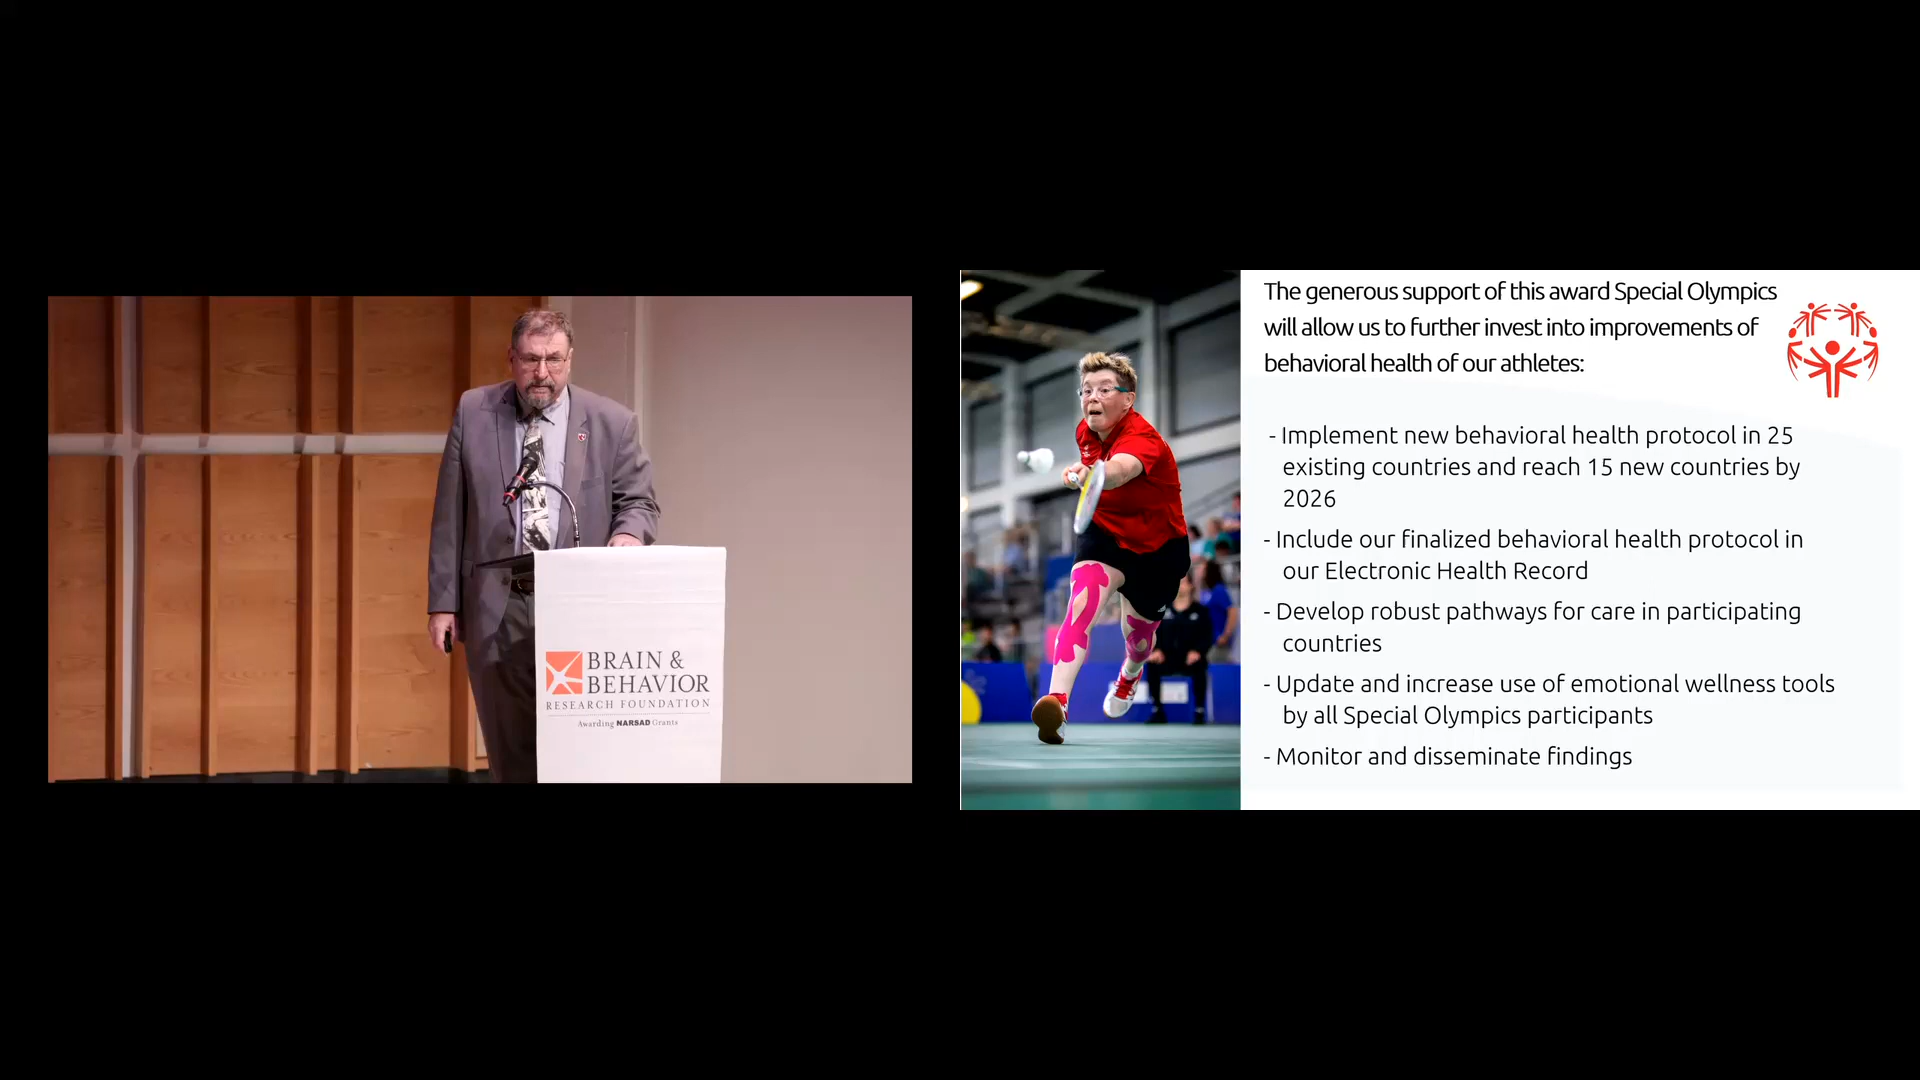 BRAIN &
BEHAVIOR
RESEARCH FOUNDATION
Awarding NARSAD Grants
The generous support of this award Special Olympics
will allow us to further invest into improvements of
behavioral health of our athletes:
- Implement new behavioral health protocol in 25
existing countries and reach 15 new countries by
2026
- Include our finalized behavioral health protocol in
our Electronic Health Record
- Develop robust pathways for care in participating
countries
- Update and increase use of emotional wellness tools
by all Special Olympics participants
- Monitor and disseminate findings